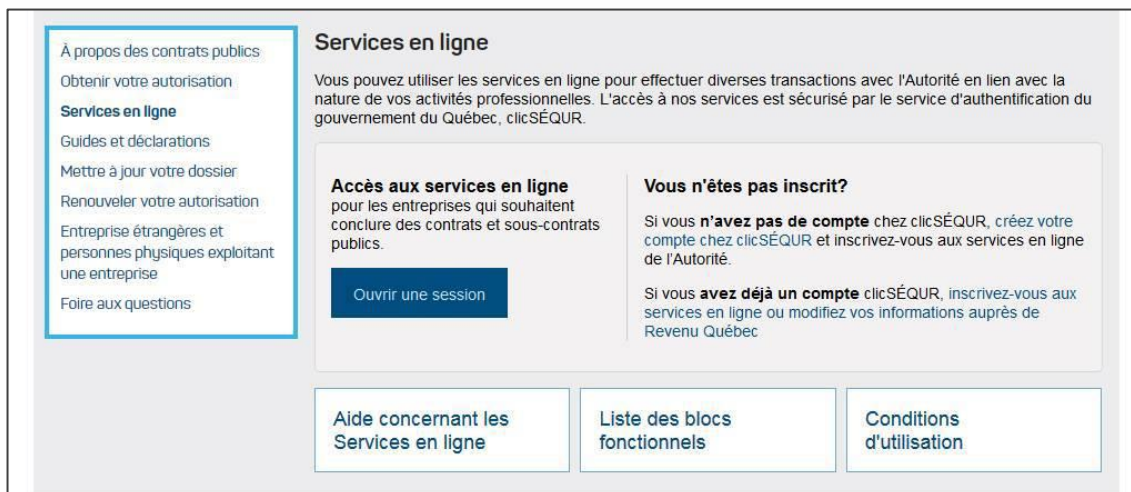 À propos des contrats publics
Obtenir votre autorisation
Services en ligne
Guides et déclarations
Mettre à jour votre dossier
Renouveler votre autorisation
Entreprise étrangères et
personnes physiques exploitant
une entreprise
Foire aux questions
Services en ligne
Vous pouvez utiliser les services en ligne pour effectuer diverses transactions avec l'Autorité en lien avec la
nature de vos activités professionnelles. L'accès à nos services est sécurisé par le service d'authentification du
gouvernement du Québec, clicSÉQUR.
Accès aux services en ligne
pour les entreprises qui souhaitent
conclure des contrats et sous-contrats
publics.
Ouvrir une session
Vous n'êtes pas inscrit?
Si vous n'avez pas de compte chez clicSÉQUR, créez votre
compte chez clicSÉQUR et inscrivez-vous aux services en ligne
de l'Autorité.
Si vous avez déjà un compte clicSÉQUR, inscrivez-vous aux
services en ligne ou modifiez vos informations auprès de
Revenu Québec
Aide concernant les
Services en ligne
Liste des blocs
fonctionnels
Conditions
d'utilisation